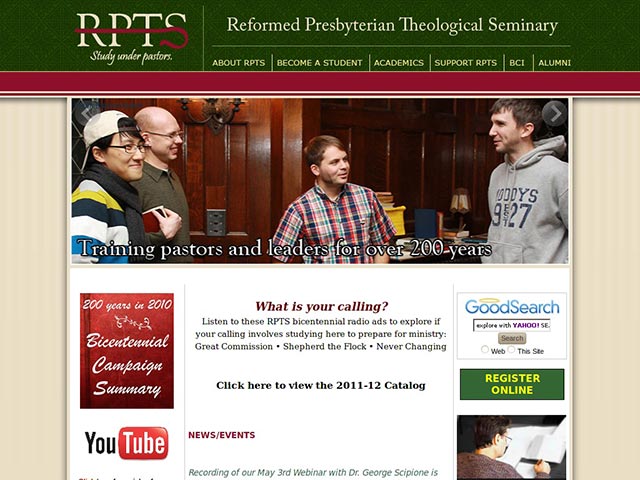 RPTS
Study under pastors.
Reformed Presbyterian Theological Seminary
ABOUT RPTS
BECOME A STUDENT
ACADEMICS
SUPPORT RPTS
BCI
ALUMNI
OODYS
9 27
Training pastors and leaders for over 200 years
200 years in 2010
Bicentennial
Campaign
Summary
YouTube
What is your calling?
Listen to these RPTS bicentennial radio ads to explore if
your calling involves studying here to prepare for ministry:
Great Commission • Shepherd the Flock • Never Changing
Click here to view the 2011-12 Catalog
NEWS/EVENTS
Recording of our May 3rd Webinar with Dr. George Scipione is
GoodSearch
explore with YAHOO! SE
Search
Web
This Site
REGISTER
ONLINE